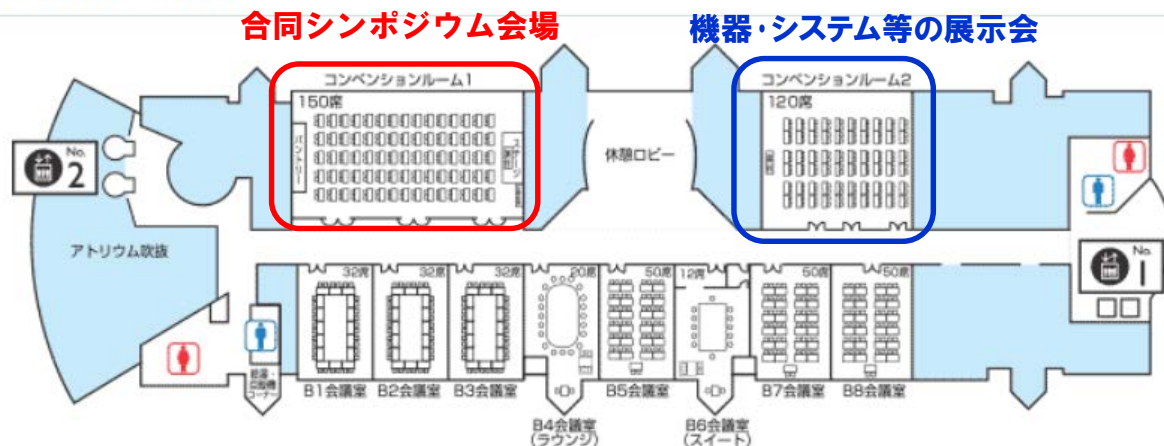 合同シンポジウム会場
機器・システム等の展示会
コンベンションルーム1
コンベンションルーム2
150席
120席
パントリー
ステージ
休憩ロビー
No.
2
アトリウム吹抜
No.
1
32席
32席
32席
20席
50席
12席
50席
50席
コーナー
B1会議室
B2会議室
B3会議室
B4会議室
(ラウンジ)
B5会議室
B6会議室
(スイート)
B7会議室
B8会議室